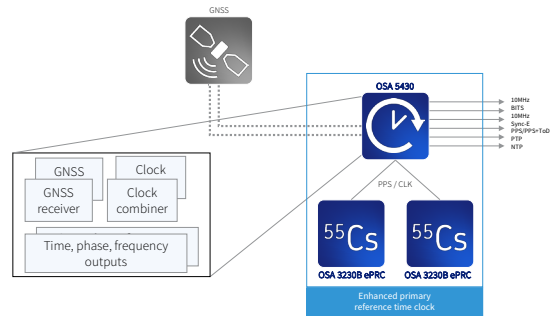 GNSS
OSA 5430
10MHz
BITS
10MHz
Sync-E
PPS/PPS+ToD
PTP
NTP
GNSS
Clock
GNSS
receiver
Clock
combiner
Time, phase, frequency
outputs
PPS / CLK
55Cs
55Cs
OSA 3230B ePRC
OSA 3230B ePRC
Enhanced primary
reference time clock